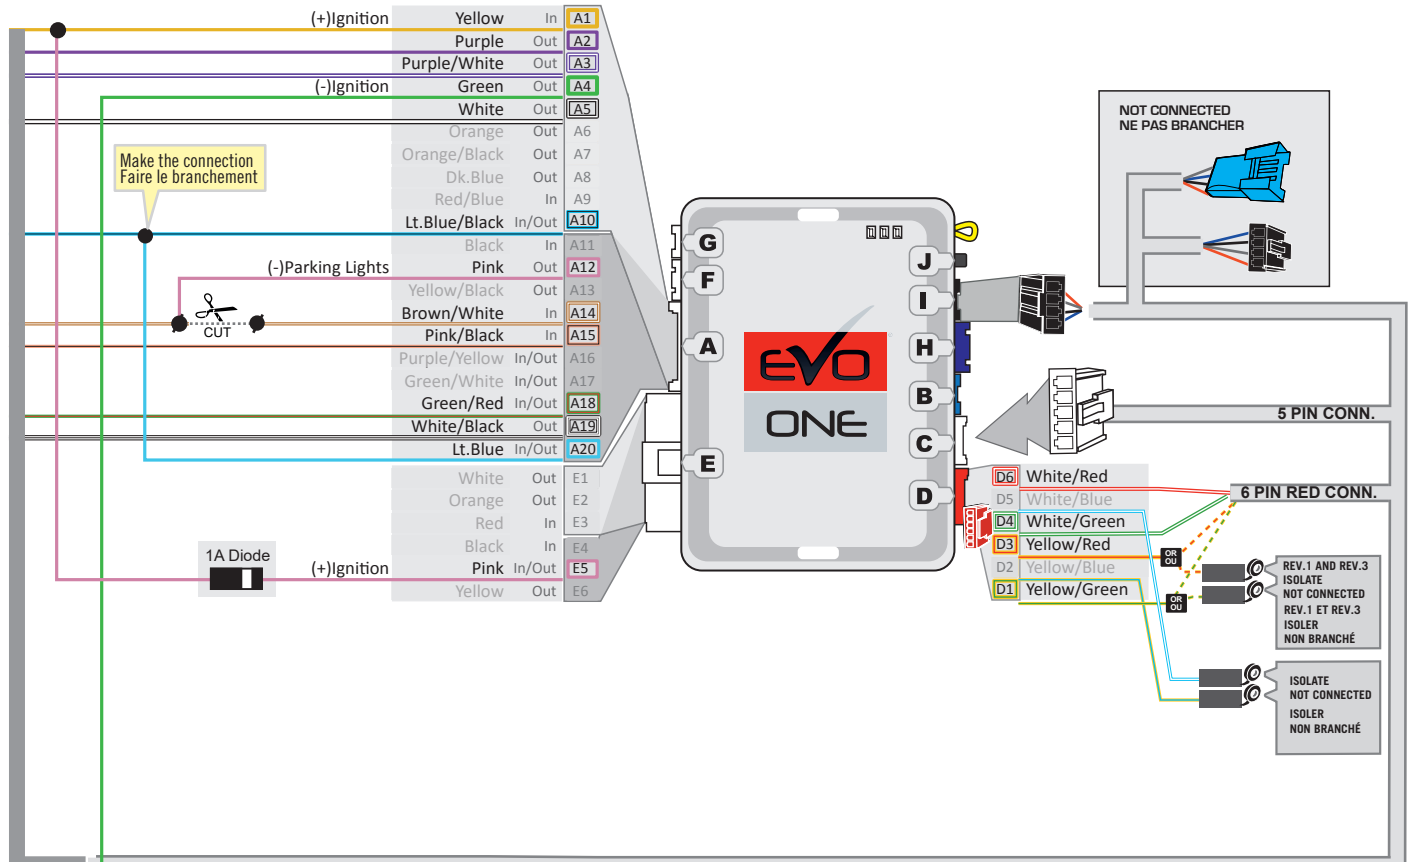 (+)Ignition Yellow In A1
Purple Out A2
Purple/White Out A3
(-)Ignition Green Out A4
White Out A5
Orange Out A6
Orange/Black Out A7
Dk.Blue Out A8
Red/Blue In A9
Lt.Blue/Black In/Out A10
Black In A11
(-)Parking Lights Pink Out A12
Yellow/Black Out A13
Brown/White In A14
Pink/Black In A15
Purple/Yellow In/Out A16
Green/White In/Out A17
Green/Red In/Out A18
White/Black Out A19
Lt.Blue In/Out A20
White Out E1
Orange Out E2
Red In E3
Black In E4
(+)Ignition Pink In/Out E5
Yellow Out E6
Make the connection
Faire le branchement
CUT
1A Diode
G
F
A
E
J
I
H
B
C
D
EVO
ONE
NOT CONNECTED
NE PAS BRANCHER
5 PIN CONN.
6 PIN RED CONN.
D6 White/Red
D5 White/Blue
D4 White/Green
D3 Yellow/Red
D2 Yellow/Blue
D1 Yellow/Green
OR
OU
OR
OU
REV.1 AND REV.3
ISOLATE
NOT CONNECTED
REV.1 ET REV.3
ISOLER
NON BRANCHÉ
ISOLATE
NOT CONNECTED
ISOLER
NON BRANCHÉ